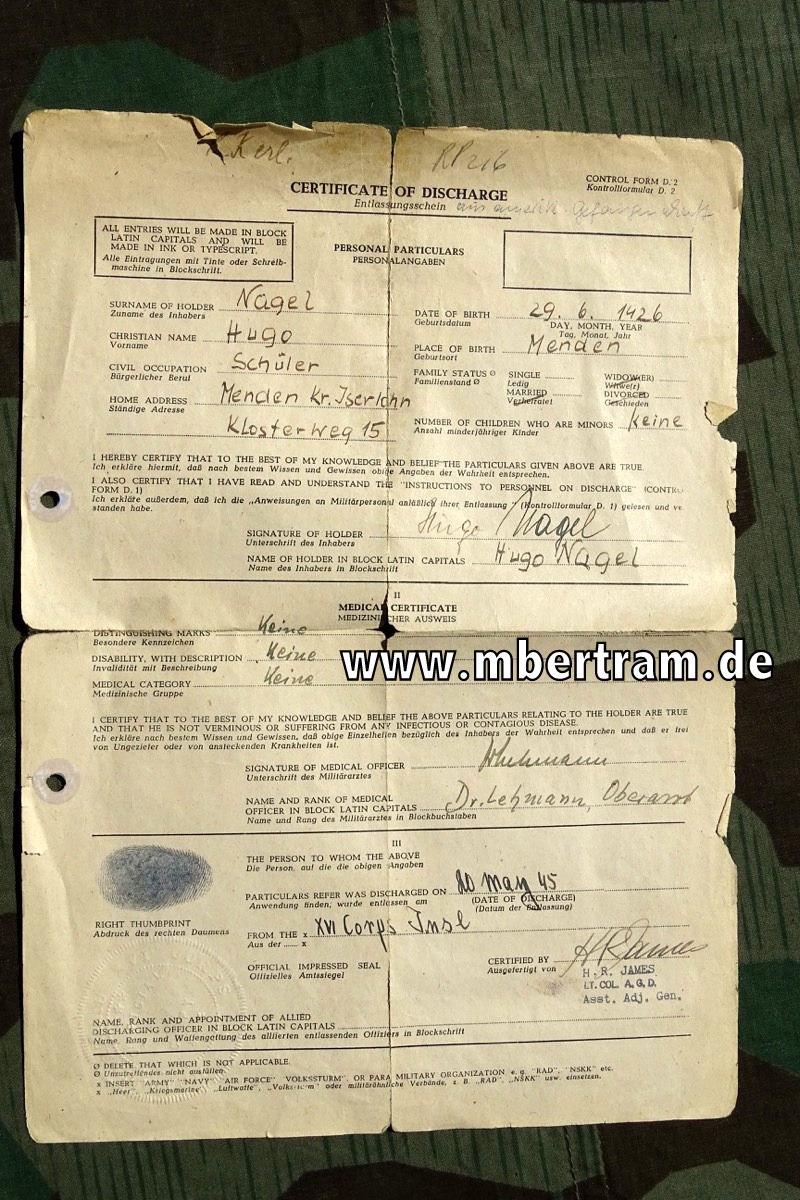 Kerl.
RP216
CONTROL FORM D. 2
Kontrollformular D. 2
CERTIFICATE OF DISCHARGE
Entlassungsschein
ALL ENTRIES WILL BE MADE IN BLOCK
LATIN CAPITALS AND WILL BE
MADE IN INK OR TYPESCRIPT.
Alle Eintragungen mit Tinte oder Schreib-
maschine in Blockschrift.
PERSONAL PARTICULARS
PERSONALANGABEN
SURNAME OF HOLDER Nagel
Zuname des Inhabers
DATE OF BIRTH 29. 6. 1926
Geburtsdatum
DAY, MONTH, YEAR
Tag, Monat, Jahr
CHRISTIAN NAME Hugo
Vorname
PLACE OF BIRTH Menden
Geburtsort
CIVIL OCCUPATION Schüler
Bürgerlicher Beruf
FAMILY STATUS Ø SINGLE WIDOW(ER)
Familienstand Ø Ledig Witwe(r)
MARRIED DIVORCED
Verheiratet Geschieden
HOME ADDRESS Menden Kr. Iserlohn
Ständige Adresse
Klosterweg 15
NUMBER OF CHILDREN WHO ARE MINORS Keine
Anzahl minderjähriger Kinder
I HEREBY CERTIFY THAT TO THE BEST OF MY KNOWLEDGE AND BELIEF THE PARTICULARS GIVEN ABOVE ARE TRUE.
Ich erkläre hiermit, daß nach bestem Wissen und Gewissen obige Angaben der Wahrheit entsprechen.
I ALSO CERTIFY THAT I HAVE READ AND UNDERSTAND THE "INSTRUCTIONS TO PERSONNEL ON DISCHARGE" (CONTRO
FORM D. 1)
Ich erkläre außerdem, daß ich die „Anweisungen an Militärpersonal anläßlich ihrer Entlassung" (Kontrollformular D. 1) gelesen und ve
standen habe.
SIGNATURE OF HOLDER Hugo Nagel
Unterschrift des Inhabers
NAME OF HOLDER IN BLOCK LATIN CAPITALS Hugo Nagel
Name des Inhabers in Blockschrift
II
MEDICAL CERTIFICATE
MEDIZINISCHER AUSWEIS
DISTINGUISHING MARKS Keine
Besondere Kennzeichen
DISABILITY, WITH DESCRIPTION Keine
Invalidität mit Beschreibung
www.mbertram.de
MEDICAL CATEGORY Keine
Medizinische Gruppe
I CERTIFY THAT TO THE BEST OF MY KNOWLEDGE AND BELIEF THE ABOVE PARTICULARS RELATING TO THE HOLDER ARE TRUE
AND THAT HE IS NOT VERMINOUS OR SUFFERING FROM ANY INFECTIOUS OR CONTAGIOUS DISEASE.
Ich erkläre nach bestem Wissen und Gewissen, daß obige Einzelheiten bezüglich des Inhabers der Wahrheit entsprechen und daß er frei
von Ungeziefer oder von ansteckenden Krankheiten ist.
SIGNATURE OF MEDICAL OFFICER
Unterschrift des Militärarztes
NAME AND RANK OF MEDICAL
OFFICER IN BLOCK LATIN CAPITALS Dr. Lehmann, Oberarzt
Name und Rang des Militärarztes in Blockbuchstaben
III
THE PERSON TO WHOM THE ABOVE
Die Person, auf die die obigen Angaben
PARTICULARS REFER WAS DISCHARGED ON 20 May 45
Anwendung finden, wurde entlassen am
(DATE OF DISCHARGE)
(Datum der Entlassung)
RIGHT THUMBPRINT
Abdruck des rechten Daumens
FROM THE x XVI Corps Insl
Aus der ...... x
OFFICIAL IMPRESSED SEAL
Offizielles Amtssiegel
CERTIFIED BY
Ausgefertigt von
H. R. JAMES
LT. COL. A.G.D.
Asst. Adj. Gen.
NAME, RANK AND APPOINTMENT OF ALLIED
DISCHARGING OFFICER IN BLOCK LATIN CAPITALS
Name, Rang und Waffengattung des alliierten entlassenden Offiziers in Blockschrift
Ø DELETE THAT WHICH IS NOT APPLICABLE.
Ø Unzutreffendes nicht ausfüllen
x INSERT "ARMY" "NAVY" "AIR FORCE" "VOLKSSTURM", OR PARA MILITARY ORGANIZATION e. g. "RAD", "NSKK" etc.
x „Heer", „Kriegsmarine", „Luftwaffe", „Volkssturm" oder militärähnliche Verbände, z. B. „RAD", „NSKK" usw. einsetzen.